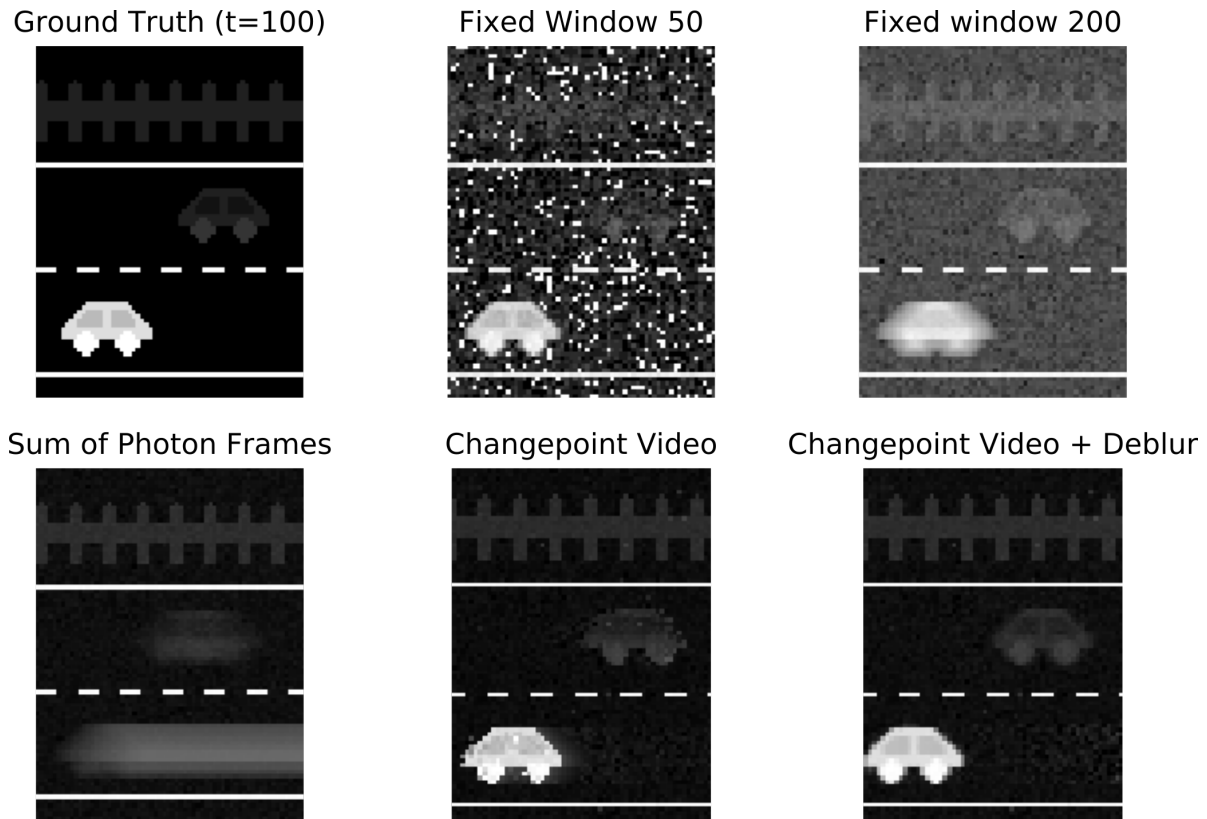 Ground Truth (t=100)
Fixed Window 50
Fixed window 200
Sum of Photon Frames
Changepoint Video
Changepoint Video + Deblur